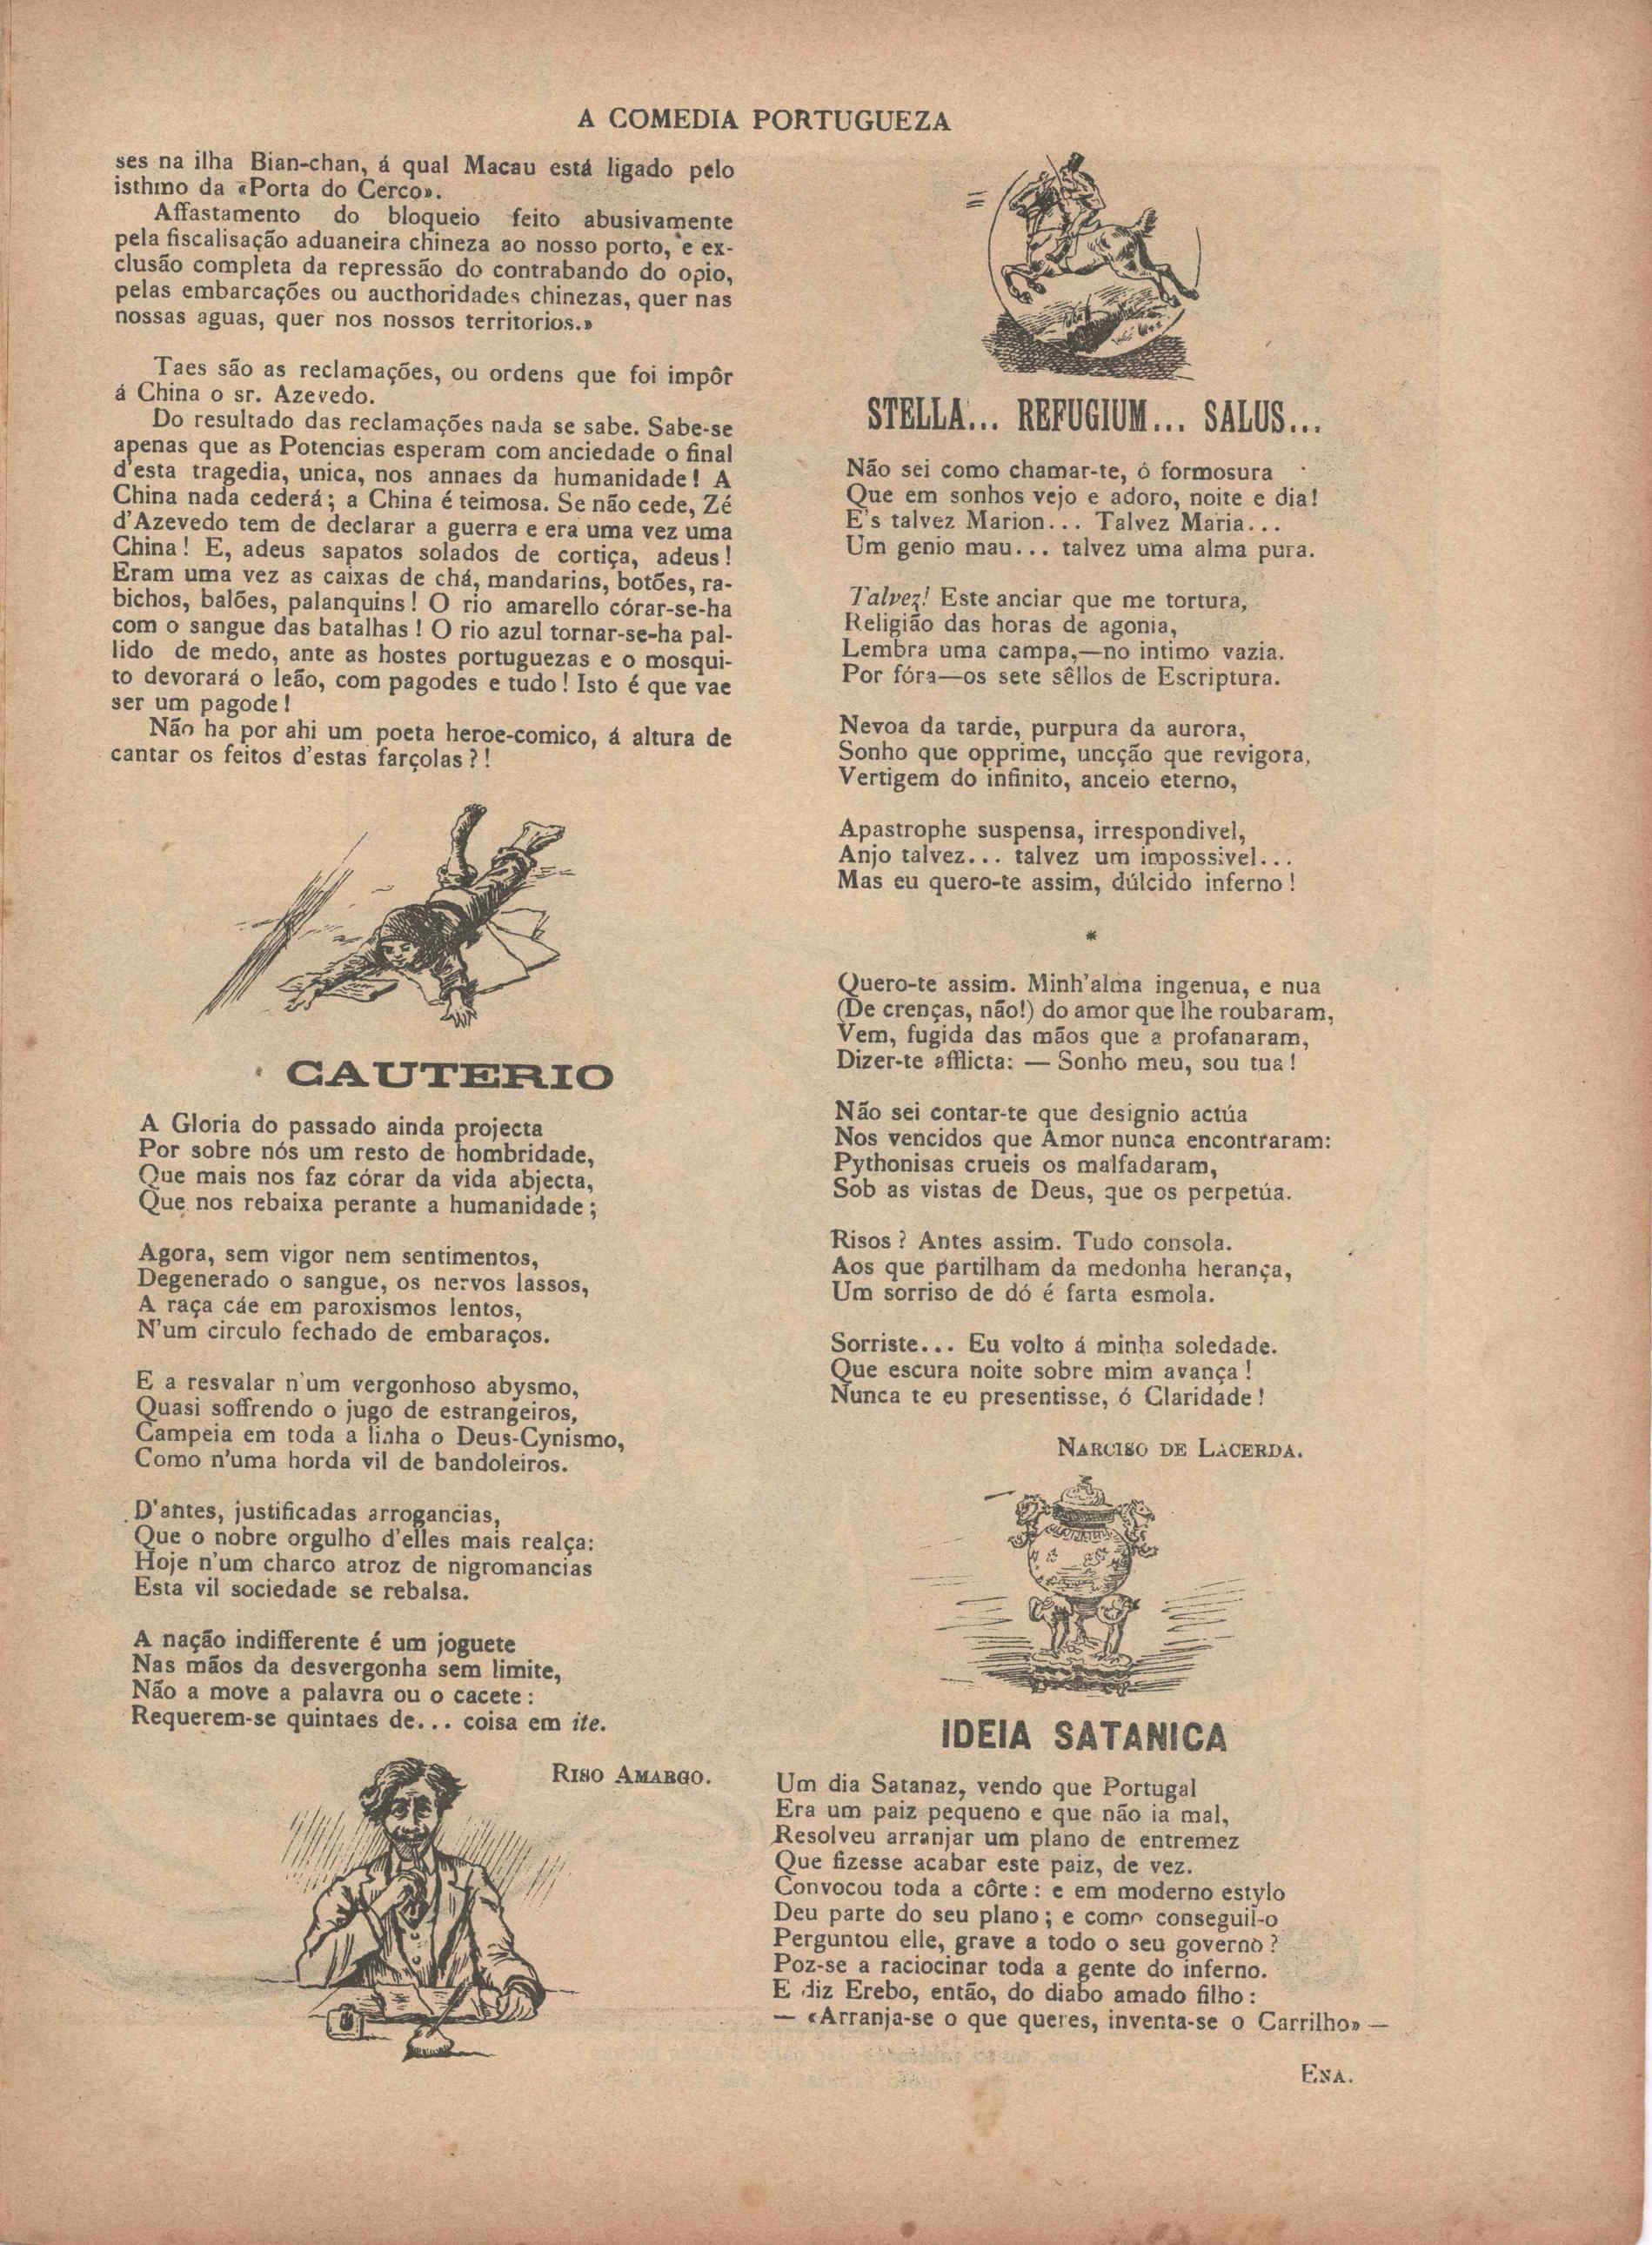 A COMEDIA PORTUGUEZA
ses na ilha Bian-chan, á qual Macau está ligado pelo
isthmo da «Porta do Cerco».
Affastamento do bloqueio feito abusivamente
pela fiscalisação aduaneira chineza ao nosso porto, e ex-
clusão completa da repressão do contrabando do opio,
pelas embarcações ou aucthoridades chinezas, quer nas
nossas aguas, quer nos nossos territorios.»
Taes são as reclamações, ou ordens que foi impôr
á China o sr. Azevedo.
Do resultado das reclamações nada se sabe. Sabe-se
apenas que as Potencias esperam com anciedade o final
d'esta tragedia, unica, nos annaes da humanidade! A
China nada cederá; a China é teimosa. Se não cede, Zé
d'Azevedo tem de declarar a guerra e era uma vez uma
China! E, adeus sapatos solados de cortiça, adeus!
Eram uma vez as caixas de chá, mandarins, botões, ra-
bichos, balões, palanquins! O rio amarello córar-se-ha
com o sangue das batalhas! O rio azul tornar-se-ha pal-
lido de medo, ante as hostes portuguezas e o mosqui-
to devorará o leão, com pagodes e tudo! Isto é que vae
ser um pagode!
Não ha por ahi um poeta heroe-comico, á altura de
cantar os feitos d'estas farçolas?!
CAUTERIO
A Gloria do passado ainda projecta
Por sobre nós um resto de hombridade,
Que mais nos faz córar da vida abjecta,
Que nos rebaixa perante a humanidade;
Agora, sem vigor nem sentimentos,
Degenerado o sangue, os nervos lassos,
A raça cáe em paroxismos lentos,
N'um circulo fechado de embaraços.
E a resvalar n'um vergonhoso abysmo,
Quasi soffrendo o jugo de estrangeiros,
Campeia em toda a linha o Deus-Cynismo,
Como n'uma horda vil de bandoleiros.
D'antes, justificadas arrogancias,
Que o nobre orgulho d'elles mais realça:
Hoje n'um charco atroz de nigromancias
Esta vil sociedade se rebalsa.
A nação indifferente é um joguete
Nas mãos da desvergonha sem limite,
Não a move a palavra ou o cacete:
Requerem-se quintaes de... coisa em ite.
RISO AMARGO.
STELLA... REFUGIUM... SALUS...
Não sei como chamar-te, ó formosura
Que em sonhos vejo e adoro, noite e dia!
E's talvez Marion... Talvez Maria...
Um genio mau... talvez uma alma pura.
Talvez! Este anciar que me tortura,
Religião das horas de agonia,
Lembra uma campa,—no intimo vazia.
Por fóra—os sete sêllos de Escriptura.
Nevoa da tarde, purpura da aurora,
Sonho que opprime, uncção que revigora,
Vertigem do infinito, anceio eterno,
Apastrophe suspensa, irrespondivel,
Anjo talvez... talvez um impossivel...
Mas eu quero-te assim, dúlcido inferno!
*
Quero-te assim. Minh'alma ingenua, e nua
(De crenças, não!) do amor que lhe roubaram,
Vem, fugida das mãos que a profanaram,
Dizer-te afflicta: — Sonho meu, sou tua!
Não sei contar-te que designio actúa
Nos vencidos que Amor nunca encontraram:
Pythonisas crueis os malfadaram,
Sob as vistas de Deus, que os perpetúa.
Risos? Antes assim. Tudo consola.
Aos que partilham da medonha herança,
Um sorriso de dó é farta esmola.
Sorriste... Eu volto á minha soledade.
Que escura noite sobre mim avança!
Nunca te eu presentisse, ó Claridade!
NARCISO DE LACERDA.
IDEIA SATANICA
Um dia Satanaz, vendo que Portugal
Era um paiz pequeno e que não ia mal,
Resolveu arranjar um plano de entremez
Que fizesse acabar este paiz, de vez.
Convocou toda a côrte: e em moderno estylo
Deu parte do seu plano; e como conseguil-o
Perguntou elle, grave a todo o seu governo?
Poz-se a raciocinar toda a gente do inferno.
E diz Erebo, então, do diabo amado filho:
— «Arranja-se o que queres, inventa-se o Carrilho» —
ENA.